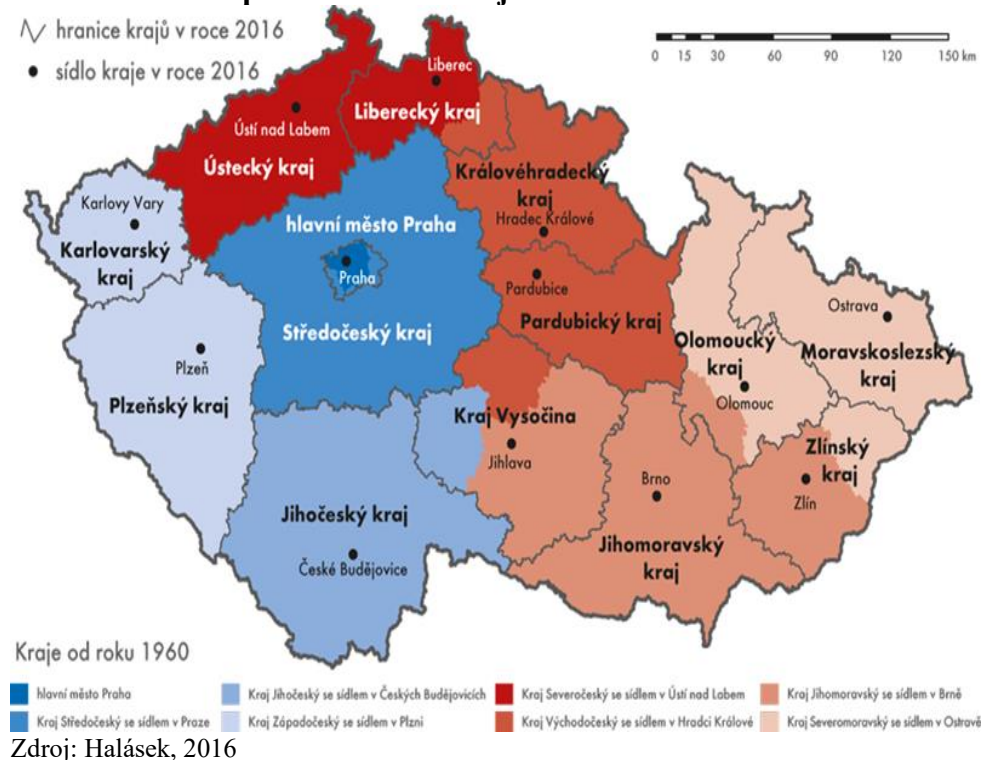 hranice krajů v roce 2016
sídlo kraje v roce 2016
0 15 30 60 90 120 150 km
Liberec
Liberecký kraj
Ústí nad Labem
Ústecký kraj
Karlovy Vary
Karlovarský
kraj
Královéhradecký
kraj
Hradec Králové
hlavní město Praha
Praha
Pardubice
Pardubický kraj
Středočeský kraj
Plzeň
Plzeňský kraj
Ostrava
Olomoucký
kraj
Moravskoslezský
kraj
Olomouc
Kraj Vysočina
Jihlava
Zlínský
kraj
Zlín
Brno
Jihomoravský
kraj
Jihočeský kraj
České Budějovice
Kraje od roku 1960
hlavní město Praha
Kraj Středočeský se sídlem v Praze
Kraj Jihočeský se sídlem v Českých Budějovicích
Kraj Západočeský se sídlem v Plzni
Kraj Severočeský se sídlem v Ústí nad Labem
Kraj Východočeský se sídlem v Hradci Králové
Kraj Jihomoravský se sídlem v Brně
Kraj Severomoravský se sídlem v Ostravě
Zdroj: Halásek, 2016